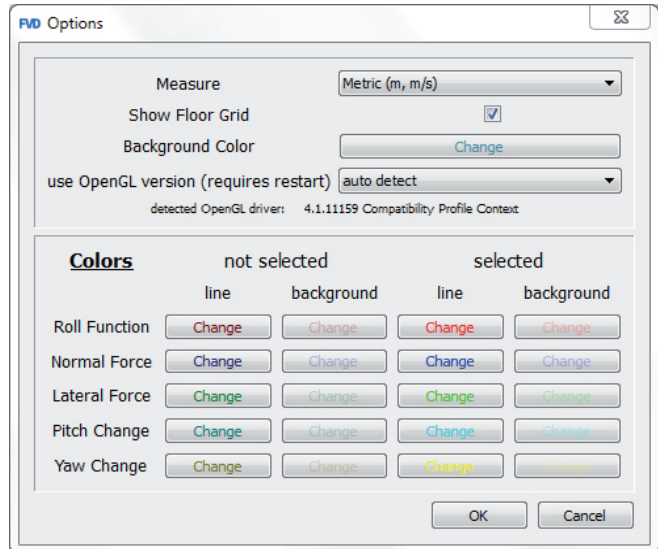 FVD Options
Measure Metric (m, m/s)
Show Floor Grid
Background Color Change
use OpenGL version (requires restart) auto detect
detected OpenGL driver: 4.1.11159 Compatibility Profile Context
Colors not selected selected
line background line background
Roll Function Change Change Change Change
Normal Force Change Change Change Change
Lateral Force Change Change Change Change
Pitch Change Change Change Change Change
Yaw Change Change Change Change Change
OK Cancel